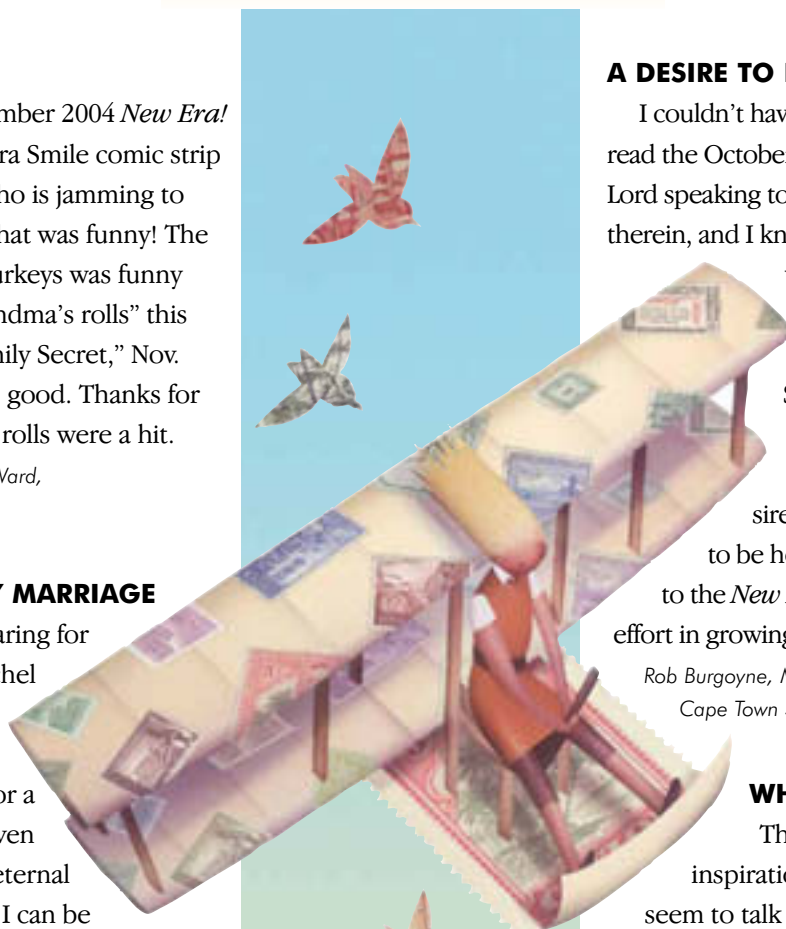 ember 2004 New Era!
ra Smile comic strip
ho is jamming to
hat was funny! The
urkeys was funny
ndma's rolls" this
mily Secret," Nov.
good. Thanks for
rolls were a hit.
Ward,
Y MARRIAGE
aring for
hel
or a
ven
eternal
I can be
A DESIRE TO
I couldn't hav
read the October
Lord speaking to
therein, and I kn
S
sire
to be h
to the New
effort in growing
Rob Burgoyne,
Cape Town
WH
Th
inspiratio
seem to talk